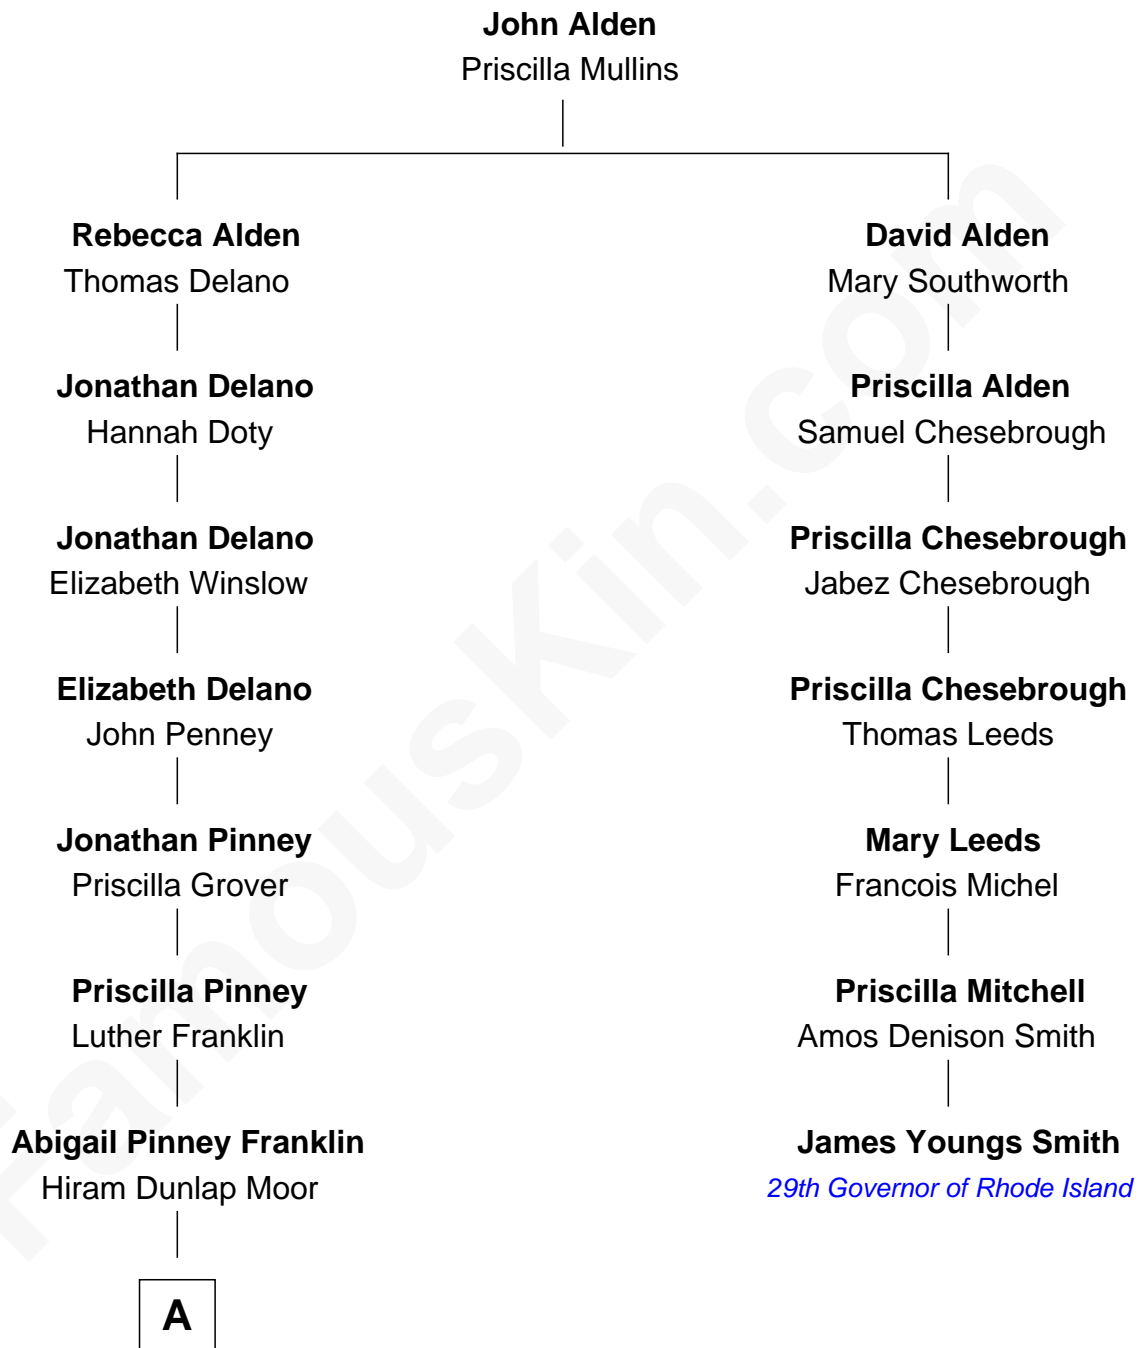 John Alden
Priscilla Mullins
Rebecca Alden
Thomas Delano
David Alden
Mary Southworth
Jonathan Delano
Hannah Doty
Priscilla Alden
Samuel Chesebrough
Jonathan Delano
Elizabeth Winslow
Priscilla Chesebrough
Jabez Chesebrough
Elizabeth Delano
John Penney
Priscilla Chesebrough
Thomas Leeds
Jonathan Pinney
Priscilla Grover
Mary Leeds
Francois Michel
Priscilla Pinney
Luther Franklin
Priscilla Mitchell
Amos Denison Smith
Abigail Pinney Franklin
Hiram Dunlap Moor
James Youngs Smith
29th Governor of Rhode Island
A
FamousKin.com